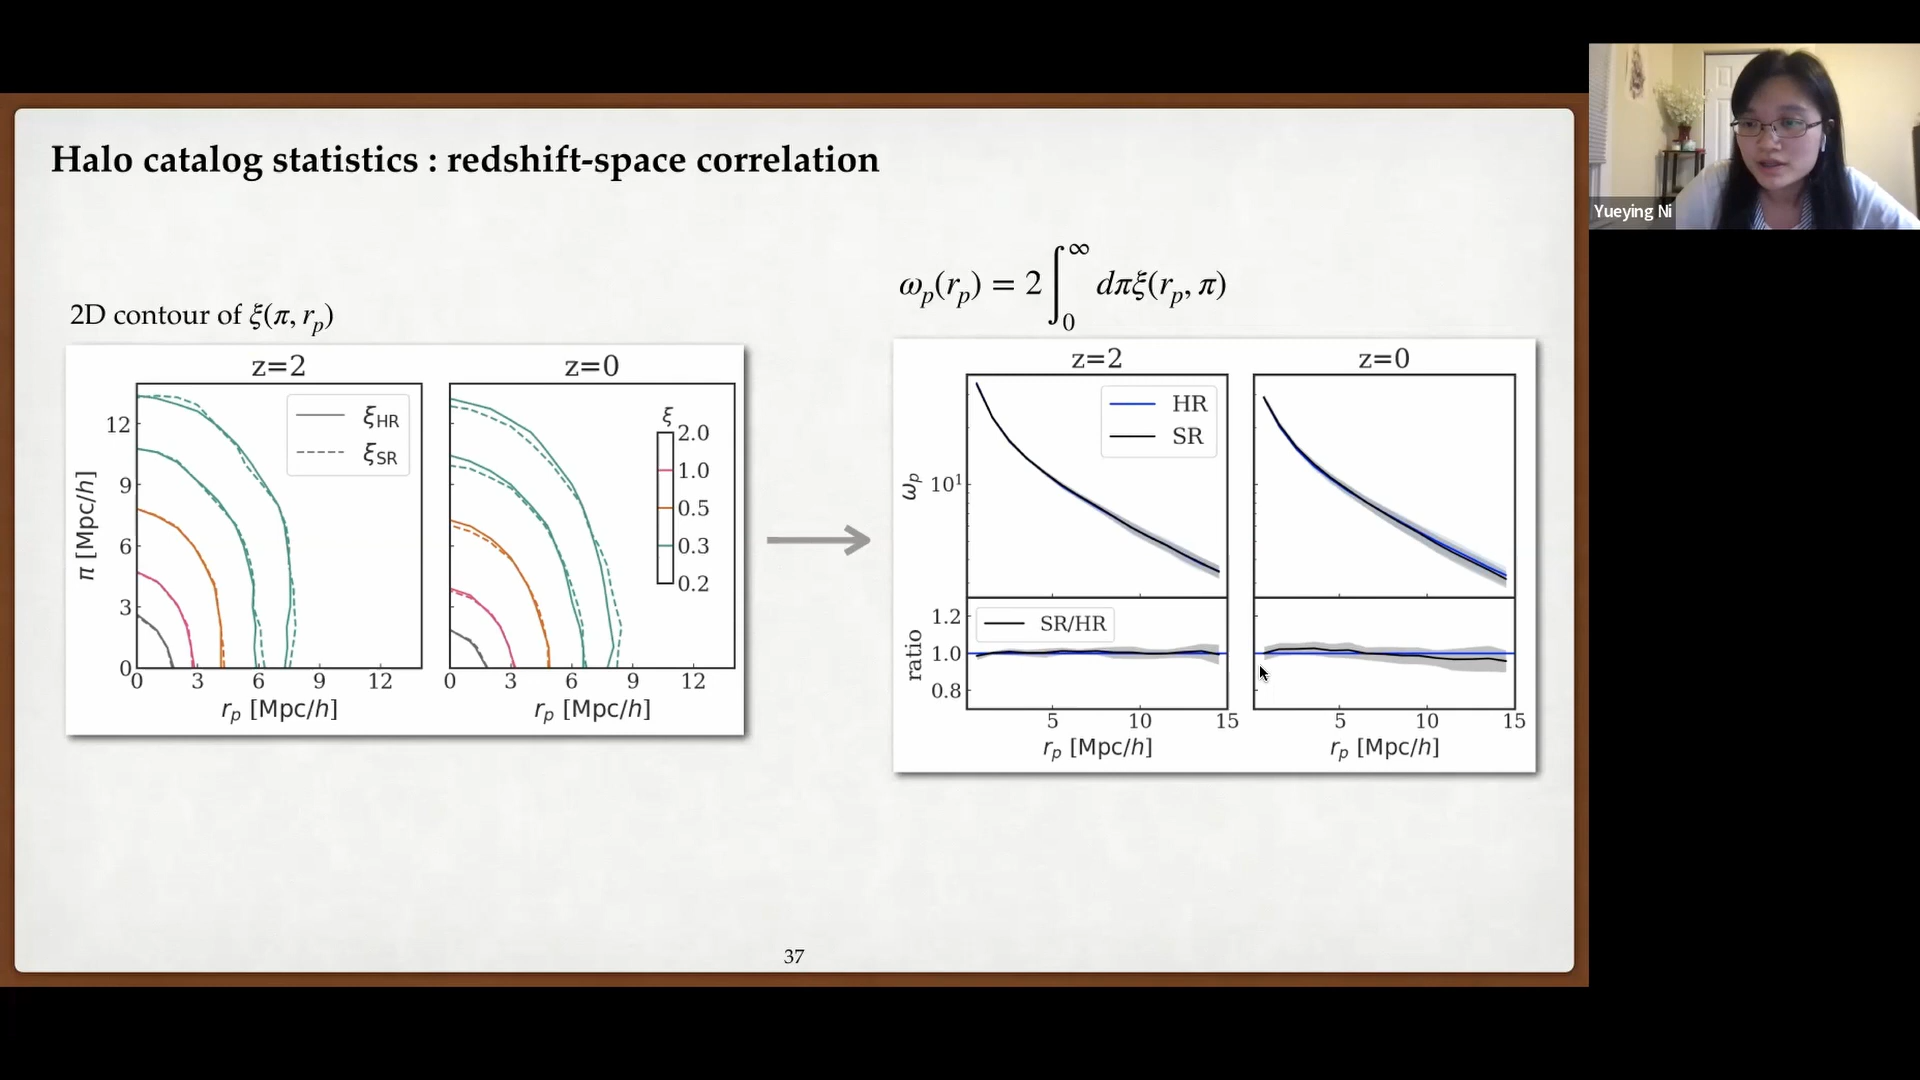 Halo catalog statistics : redshift-space correlation
Yueying Ni
ω_p(r_p) = 2 ∫_0^∞ dπξ(r_p, π)
2D contour of ξ(π, r_p)
z=2
z=0
ξ_HR
ξ_SR
ξ
2.0
1.0
0.5
0.3
0.2
12
9
6
3
0
π [Mpc/h]
0 3 6 9 12
0 3 6 9 12
r_p [Mpc/h]
r_p [Mpc/h]
z=2
z=0
HR
SR
ω_p
10¹
SR/HR
ratio
1.2
1.0
0.8
5 10 15
5 10 15
r_p [Mpc/h]
r_p [Mpc/h]
37